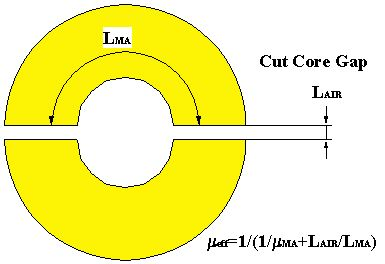 LMA
Cut Core Gap
LAIR
μeff=1/(1/μMA+LAIR/LMA)